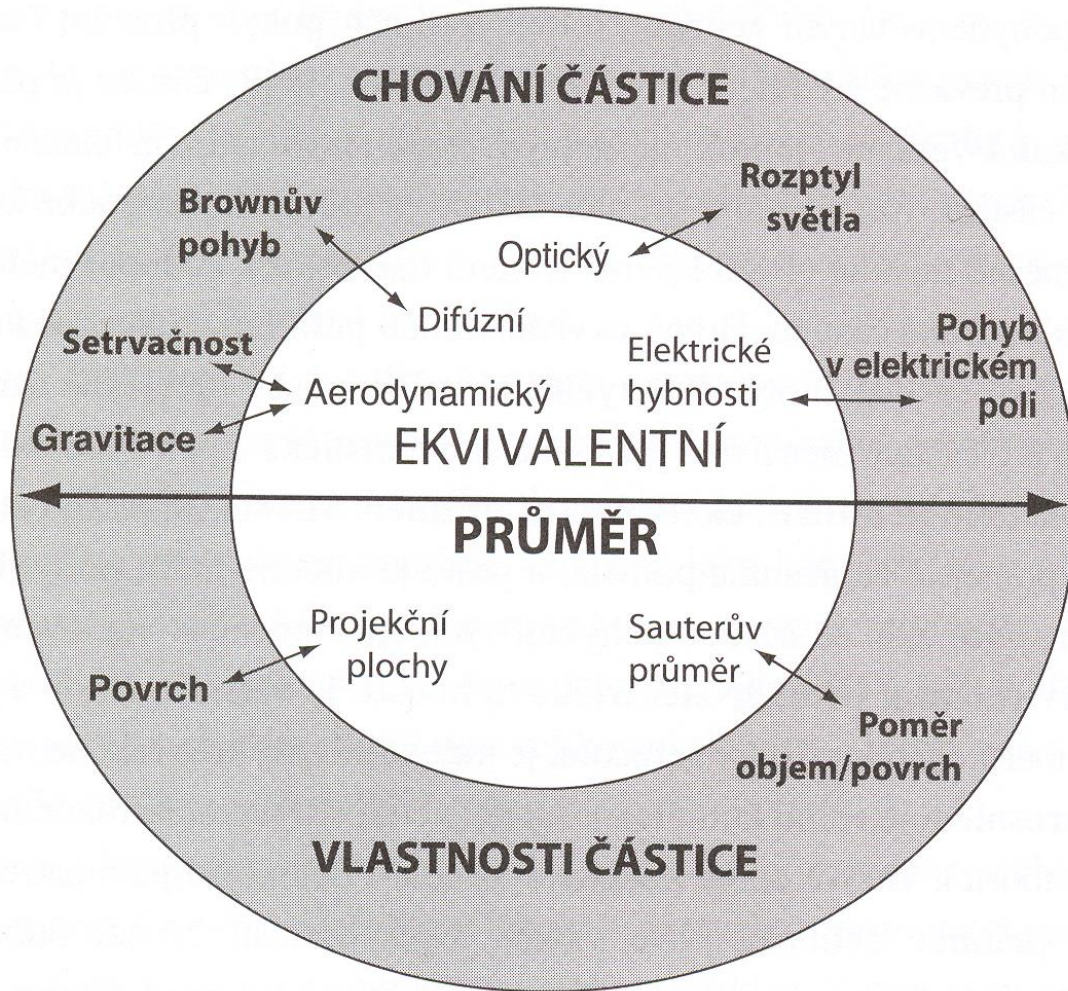 CHOVÁNÍ ČÁSTICE
Brownův
pohyb
Rozptyl
světla
Optický
Difúzní
Setrvačnost
Elektrické
hybnosti
Pohyb
v elektrickém
poli
Aerodynamický
Gravitace
EKVIVALENTNÍ
PRŮMĚR
Projekční
plochy
Sauterův
průměr
Povrch
Poměr
objem/povrch
VLASTNOSTI ČÁSTICE